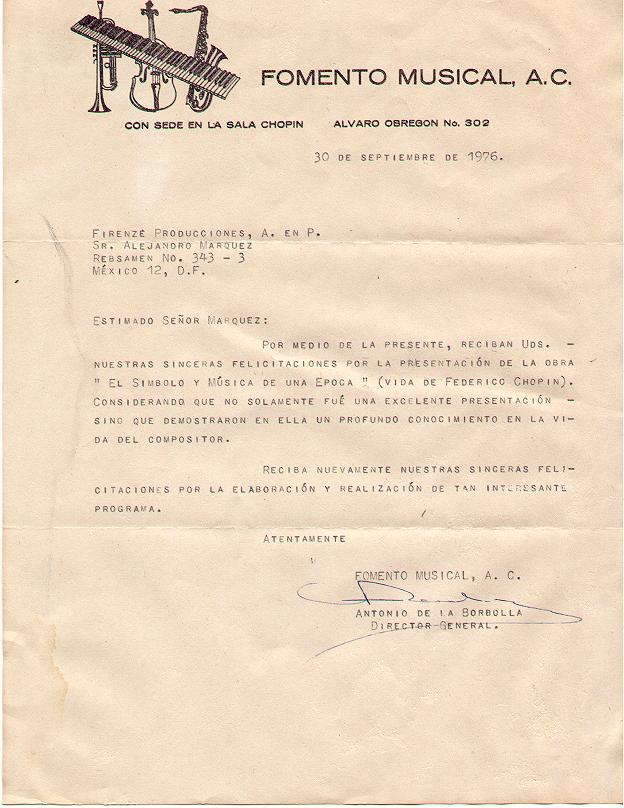 FOMENTO MUSICAL, A.C.
CON SEDE EN LA SALA CHOPIN ALVARO OBREGON No. 302
30 DE SEPTIEMBRE DE 1976.
FIRENZE PRODUCCIONES, A. EN P.
SR. ALEJANDRO MARQUEZ
REBSAMEN NO. 343 - 3
MÉXICO 12, D.F.
ESTIMADO SEÑOR MARQUEZ:
POR MEDIO DE LA PRESENTE, RECIBAN UDS. -
NUESTRAS SINCERAS FELICITACIONES POR LA PRESENTACIÓN DE LA OBRA
" EL SIMBOLO Y MÚSICA DE UNA EPOCA " (VIDA DE FEDERICO CHOPIN).
CONSIDERANDO QUE NO SOLAMENTE FUÉ UNA EXCELENTE PRESENTACIÓN -
SINO QUE DEMOSTRARON EN ELLA UN PROFUNDO CONOCIMIENTO EN LA VI-
DA DEL COMPOSITOR.
RECIBA NUEVAMENTE NUESTRAS SINCERAS FELI-
CITACIONES POR LA ELABORACIÓN Y REALIZACIÓN DE TAN INTERESANTE
PROGRAMA.
ATENTAMENTE
FOMENTO MUSICAL, A. C.
ANTONIO DE LA BORBOLLA
DIRECTOR GENERAL.